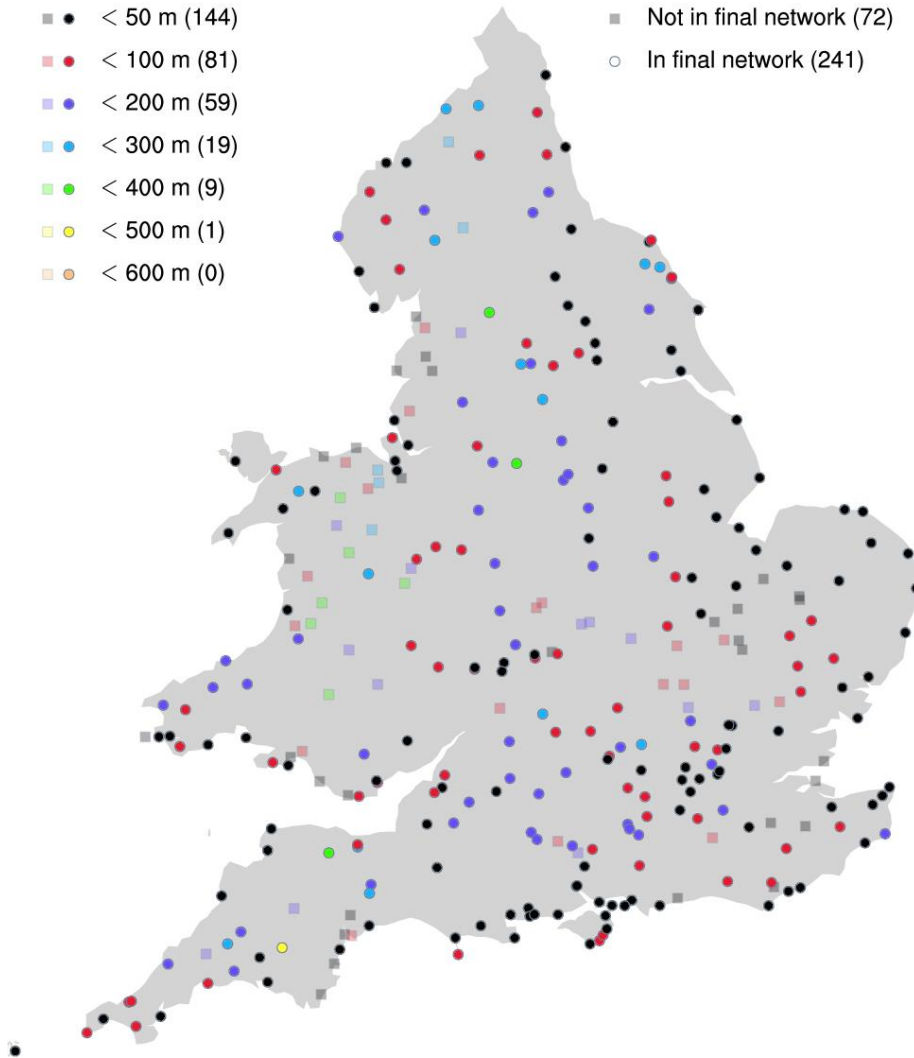 < 50 m (144)
< 100 m (81)
< 200 m (59)
< 300 m (19)
< 400 m (9)
< 500 m (1)
< 600 m (0)
Not in final network (72)
In final network (241)